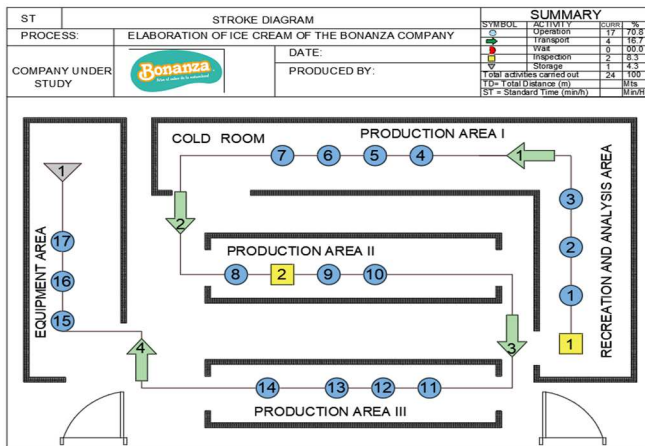 ST
STROKE DIAGRAM
SUMMARY
SYMBOL ACTIVITY CURR. %
Operation 17 70.8
Transport 4 16.7
Wait 0 00.0
Inspection 2 8.3
Storage 1 4.3
Total activities carried out 24 100
TD= Total Distance (m) Mts
ST = Standard Time (min/h) Min/H
PROCESS: ELABORATION OF ICE CREAM OF THE BONANZA COMPANY
COMPANY UNDER
STUDY
Bonanza
DATE:
PRODUCED BY:
COLD ROOM
PRODUCTION AREA I
7 6 5 4 1
1
2
3
2
1
1
RECREATION AND ANALYSIS AREA
PRODUCTION AREA II
8 2 9 10
3
17
16
15
EQUIPMENT AREA
4
14 13 12 11
PRODUCTION AREA III